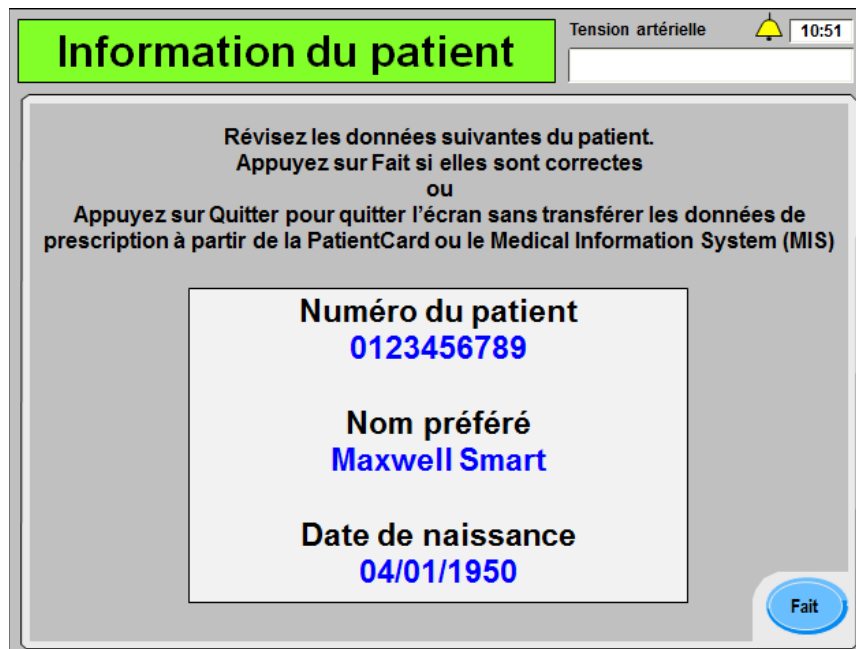 Information du patient
Tension artérielle
10:51
Révisez les données suivantes du patient.
Appuyez sur Fait si elles sont correctes
ou
Appuyez sur Quitter pour quitter l’écran sans transférer les données de
prescription à partir de la PatientCard ou le Medical Information System (MIS)
Numéro du patient
0123456789
Nom préféré
Maxwell Smart
Date de naissance
04/01/1950
Fait